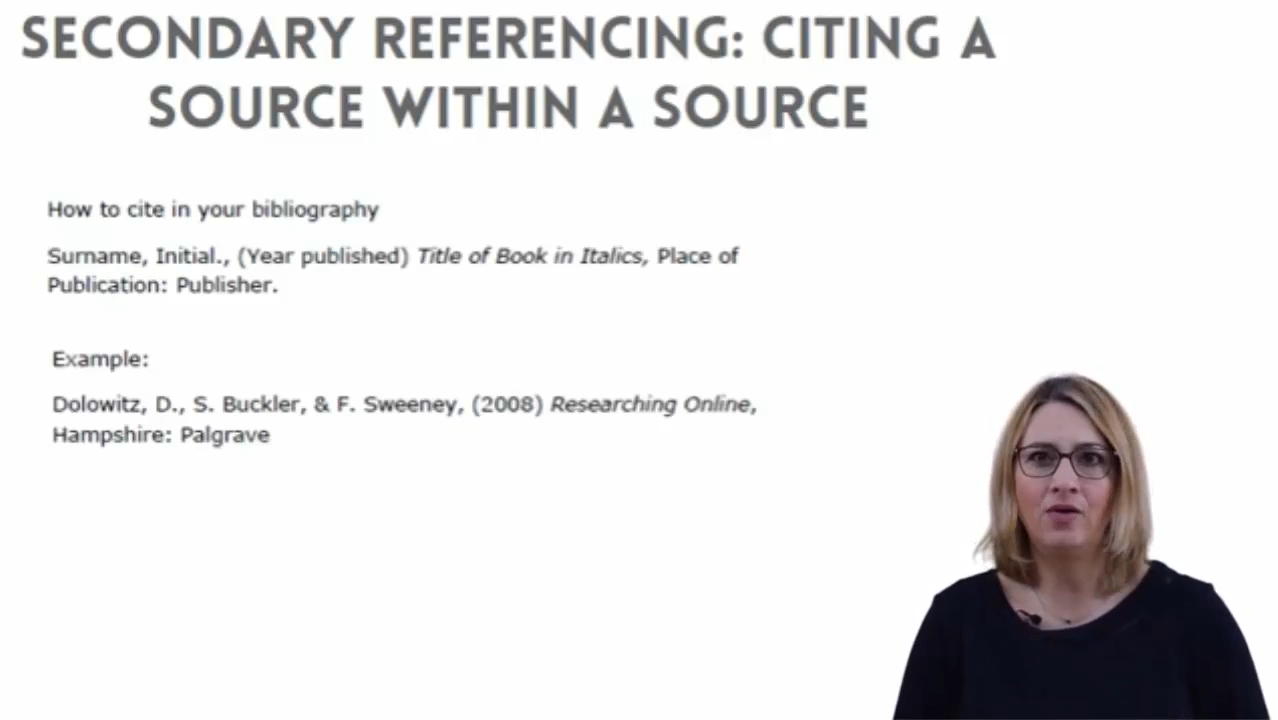 SECONDARY REFERENCING: CITING A
SOURCE WITHIN A SOURCE
How to cite in your bibliography
Surname, Initial., (Year published) Title of Book in Italics, Place of
Publication: Publisher.
Example:
Dolowitz, D., S. Buckler, & F. Sweeney, (2008) Researching Online,
Hampshire: Palgrave